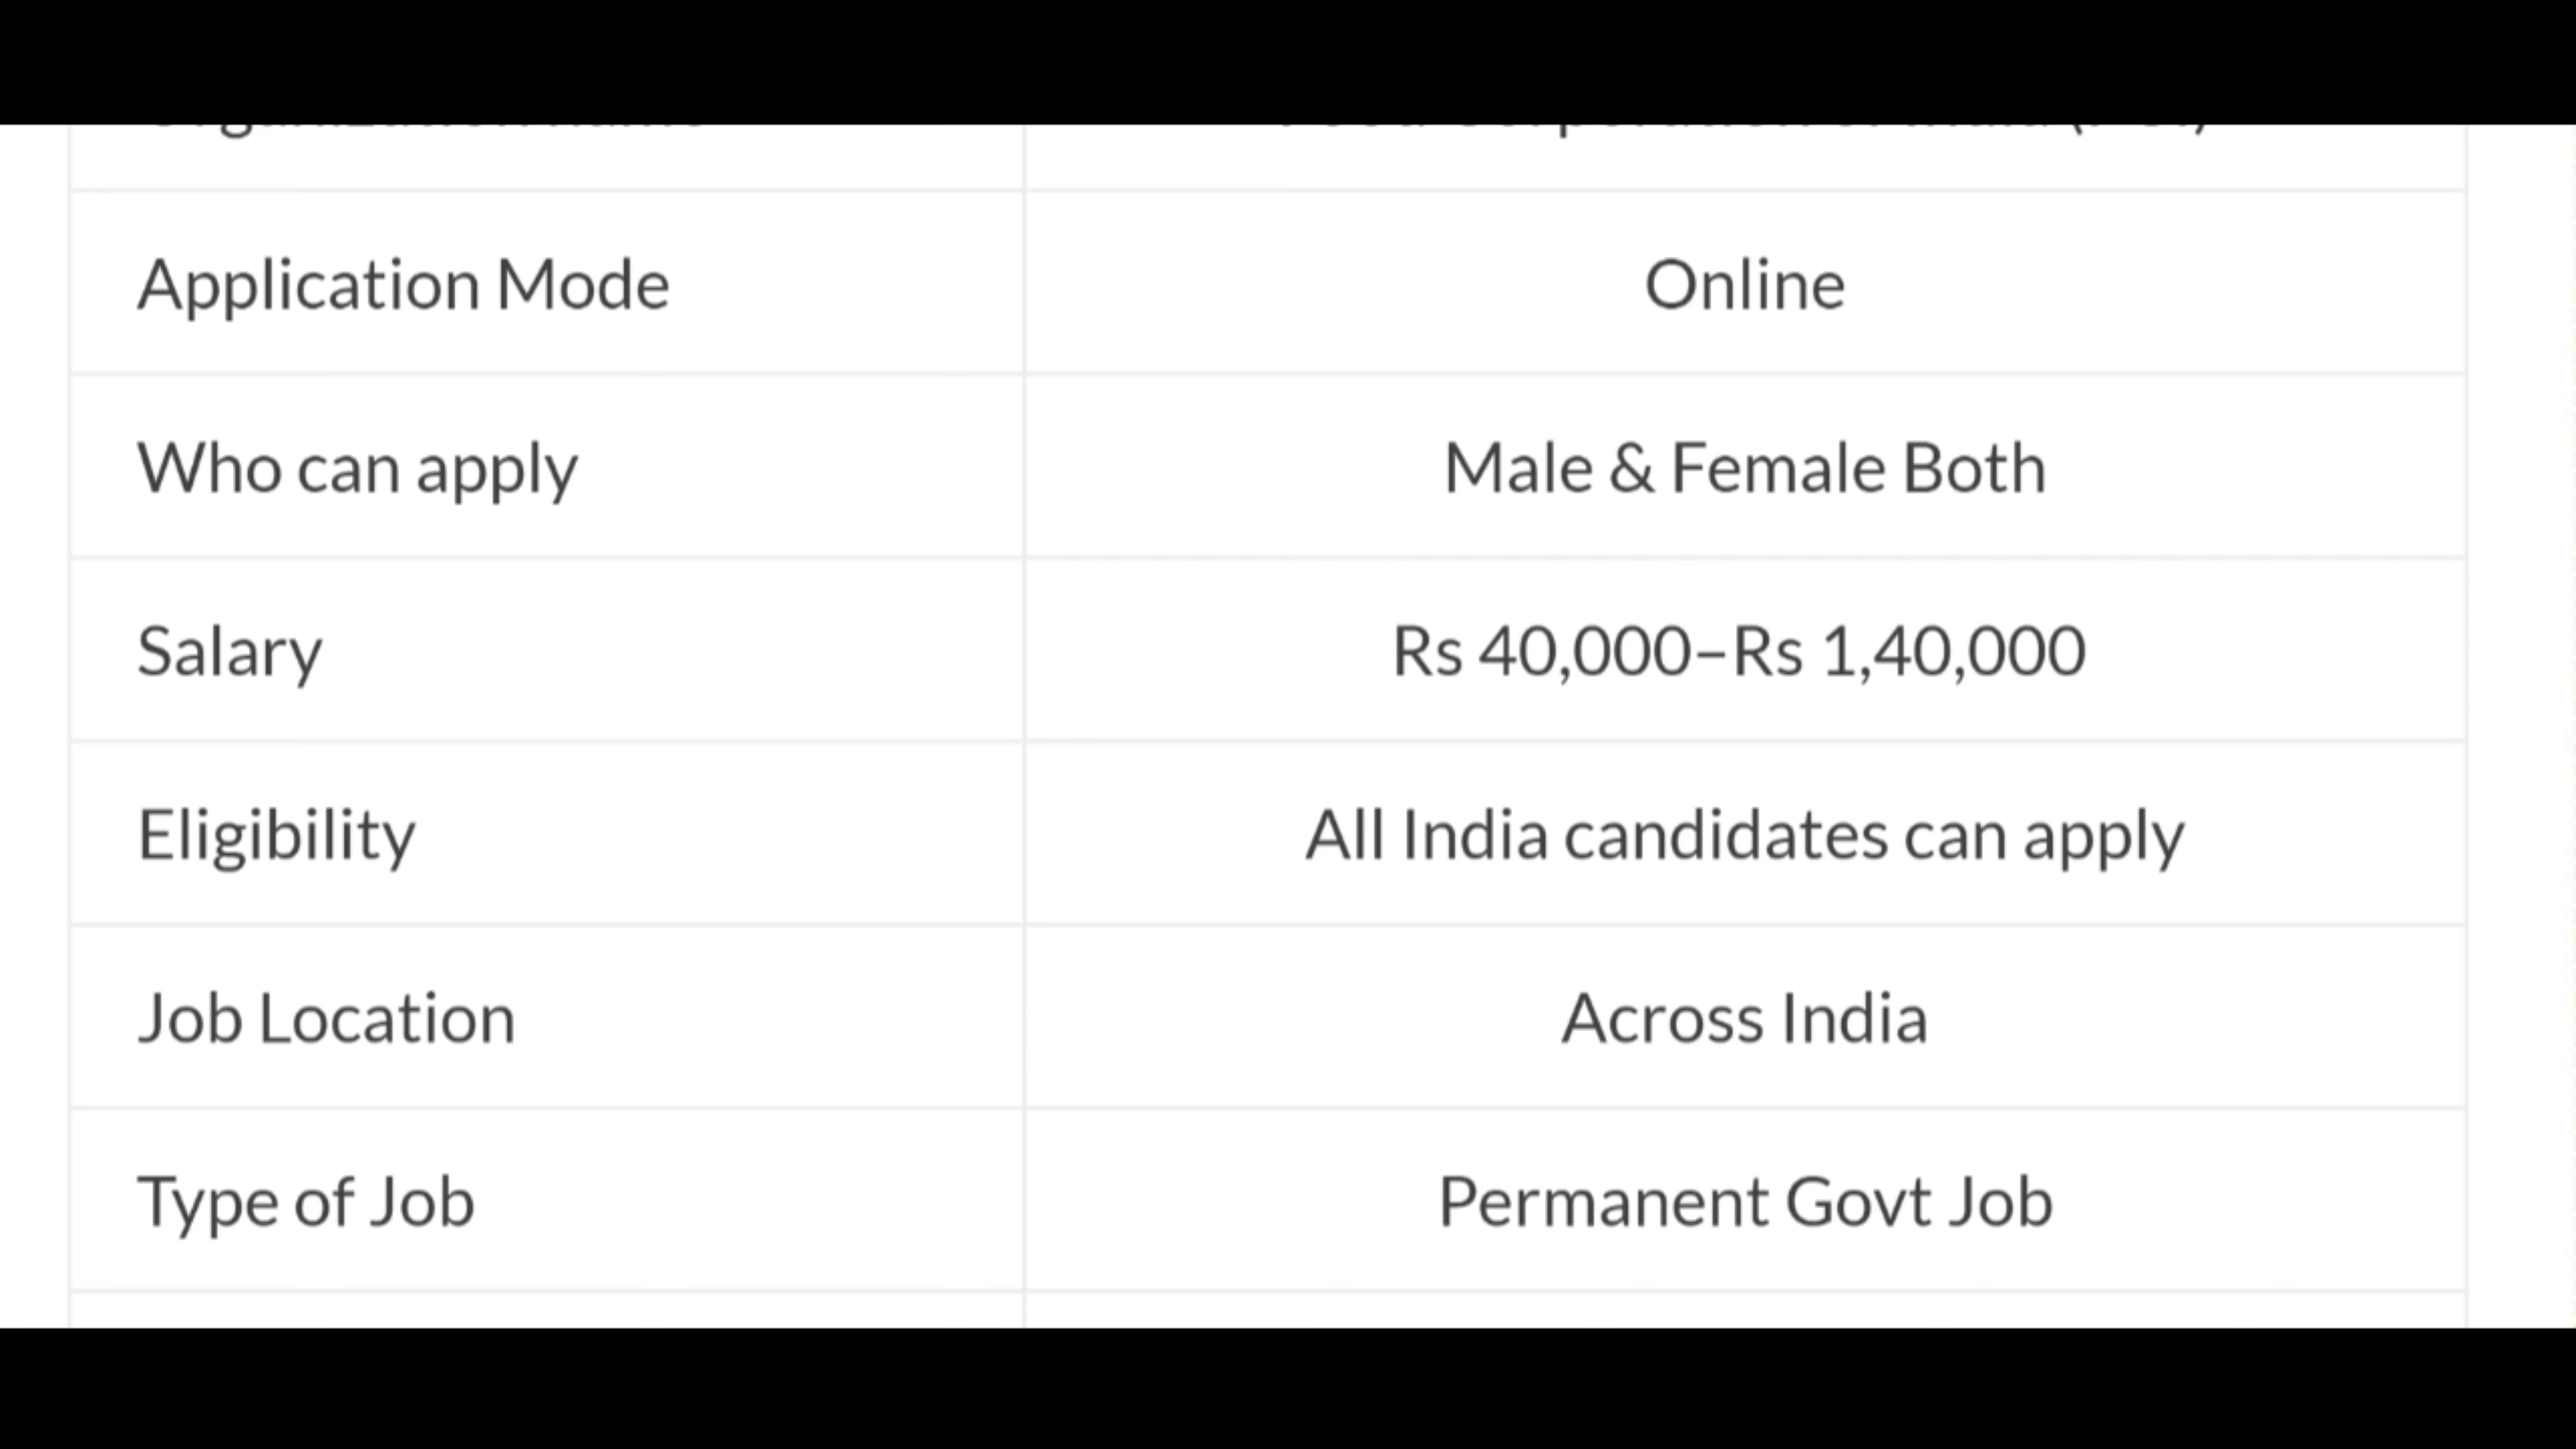 Application Mode Online
Who can apply Male & Female Both
Salary Rs 40,000–Rs 1,40,000
Eligibility All India candidates can apply
Job Location Across India
Type of Job Permanent Govt Job